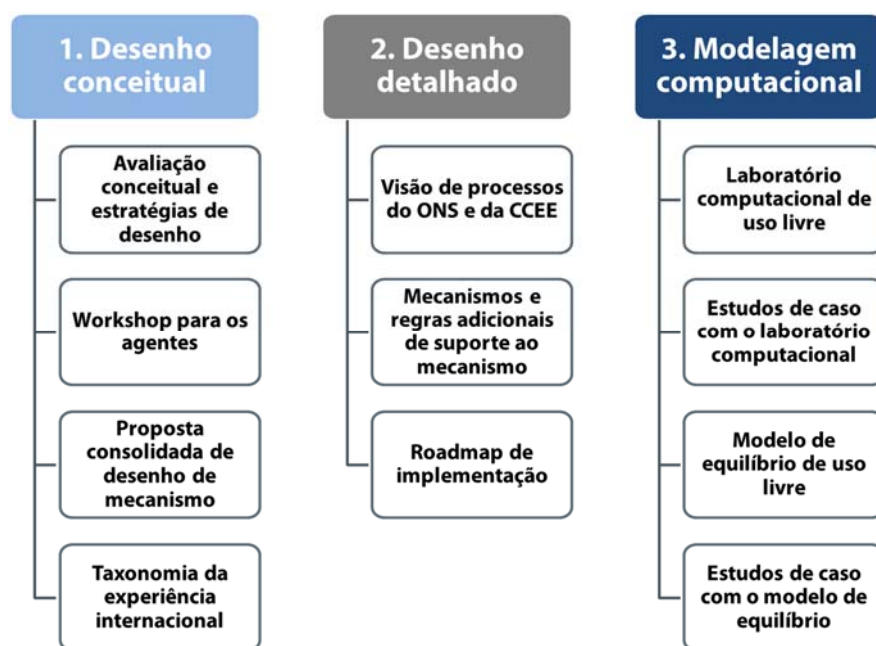 1. Desenho
conceitual
Avaliação
conceitual e
estratégias de
desenho
Workshop para os
agentes
Proposta
consolidada de
desenho de
mecanismo
Taxonomia da
experiência
internacional
2. Desenho
detalhado
Visão de processos
do ONS e da CCEE
Mecanismos e
regras adicionais
de suporte ao
mecanismo
Roadmap de
implementação
3. Modelagem
computacional
Laboratório
computacional de
uso livre
Estudos de caso
com o laboratório
computacional
Modelo de
equilíbrio de uso
livre
Estudos de caso
com o modelo de
equilíbrio